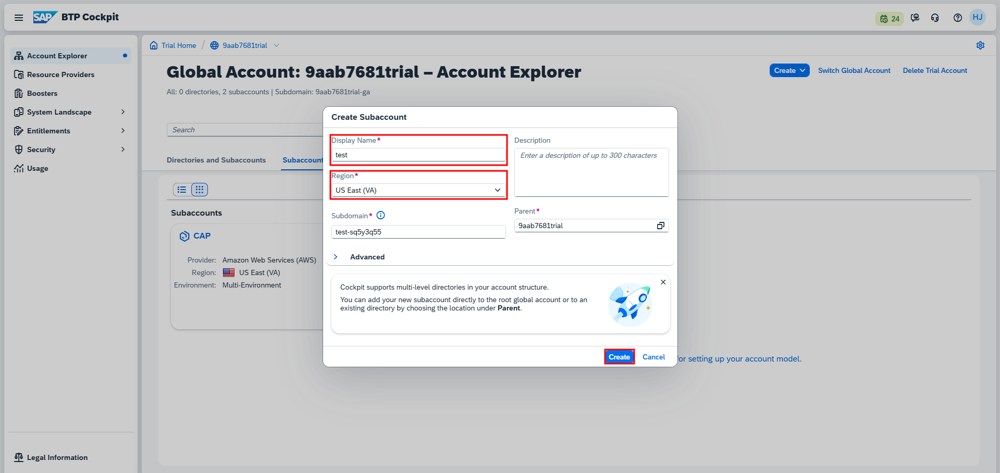 SAP BTP Cockpit
24
HJ
Account Explorer
Resource Providers
Boosters
System Landscape
Entitlements
Security
Usage
Legal Information
Trial Home / 9aab7681trial
Global Account: 9aab7681trial – Account Explorer
Create
Switch Global Account
Delete Trial Account
All: 0 directories, 2 subaccounts | Subdomain: 9aab7681trial-ga
Search
Directories and Subaccounts
Subaccount
Subaccounts
CAP
Provider: Amazon Web Services (AWS)
Region: US East (VA)
Environment: Multi-Environment
for setting up your account model.
Create Subaccount
Display Name*
test
Region*
US East (VA)
Subdomain*
test-sq5y3q55
Description
Enter a description of up to 300 characters
Parent*
9aab7681trial
Advanced
Cockpit supports multi-level directories in your account structure.
You can add your new subaccount directly to the root global account or to an
existing directory by choosing the location under Parent.
Create
Cancel